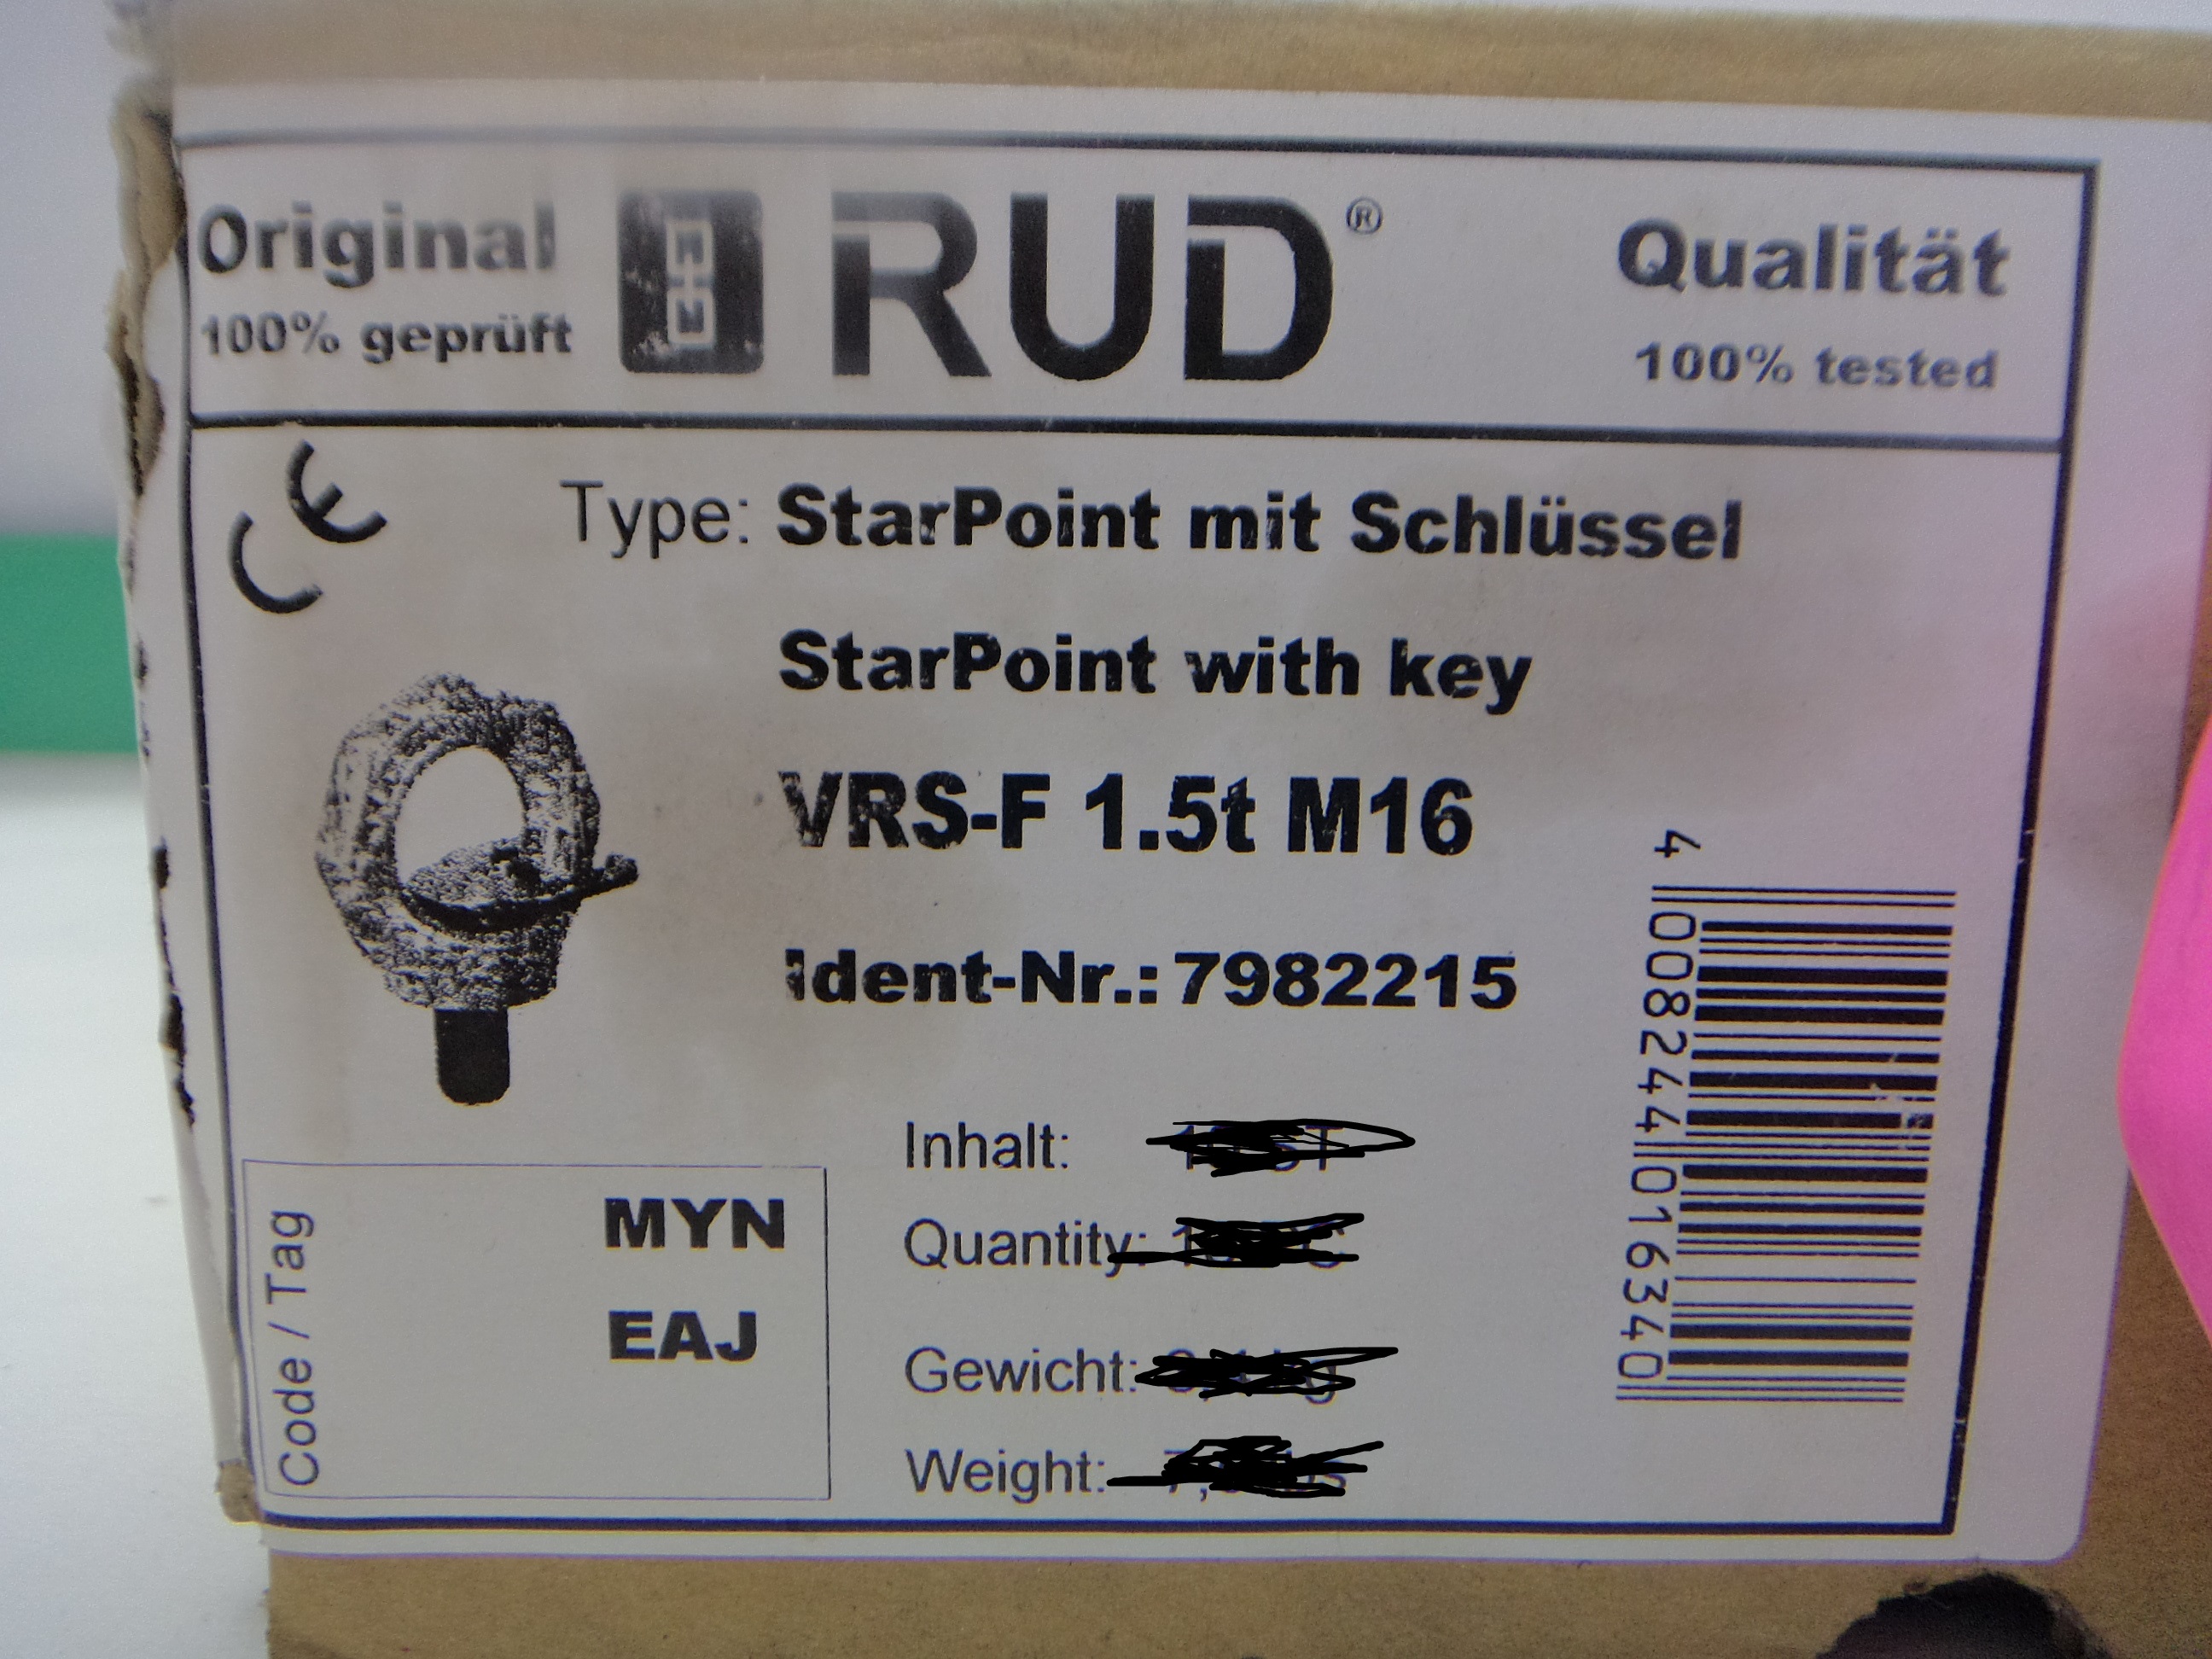 Original
100% geprüft
RUD®
Qualität
100% tested
CE
Type: StarPoint mit Schlüssel
StarPoint with key
VRS-F 1.5t M16
Ident-Nr.: 7982215
Inhalt:
Quantity:
Gewicht:
Weight:
Code / Tag
MYN
EAJ
4 008244 016340